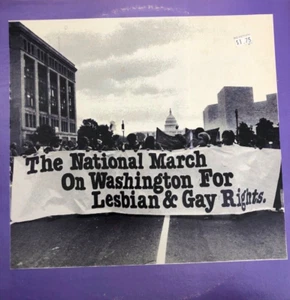 The National March
On Washington For
Lesbian & Gay Rights.